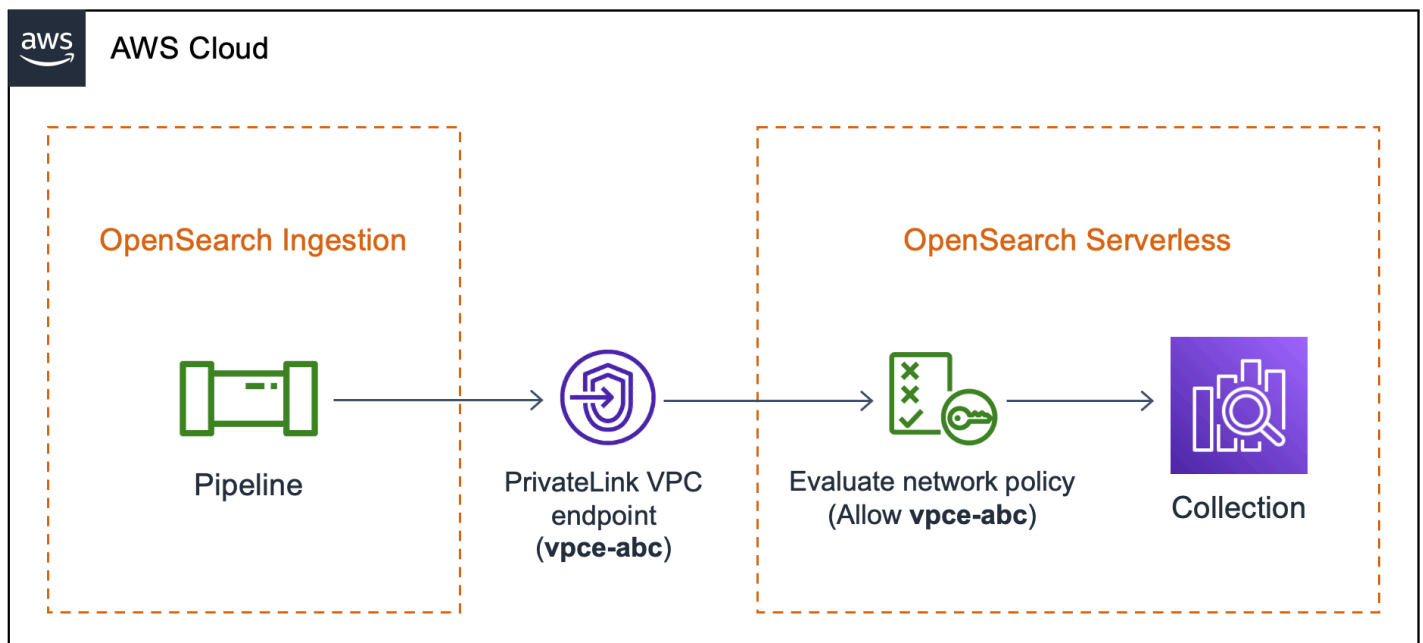 aws
AWS Cloud
OpenSearch Ingestion
OpenSearch Serverless
Pipeline
PrivateLink VPC
endpoint
(vpce-abc)
Evaluate network policy
(Allow vpce-abc)
Collection